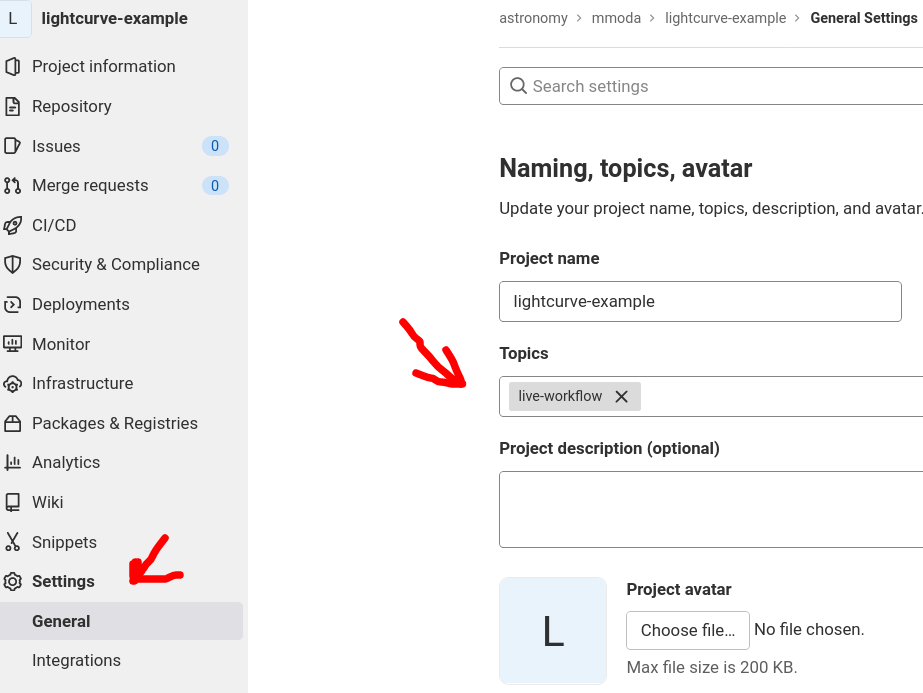 L lightcurve-example
Project information
Repository
Issues 0
Merge requests 0
CI/CD
Security & Compliance
Deployments
Monitor
Infrastructure
Packages & Registries
Analytics
Wiki
Snippets
Settings
General
Integrations
astronomy > mmoda > lightcurve-example > General Settings
Search settings
Naming, topics, avatar
Update your project name, topics, description, and avatar.
Project name
lightcurve-example
Topics
live-workflow
Project description (optional)
L
Project avatar
Choose file... No file chosen.
Max file size is 200 KB.